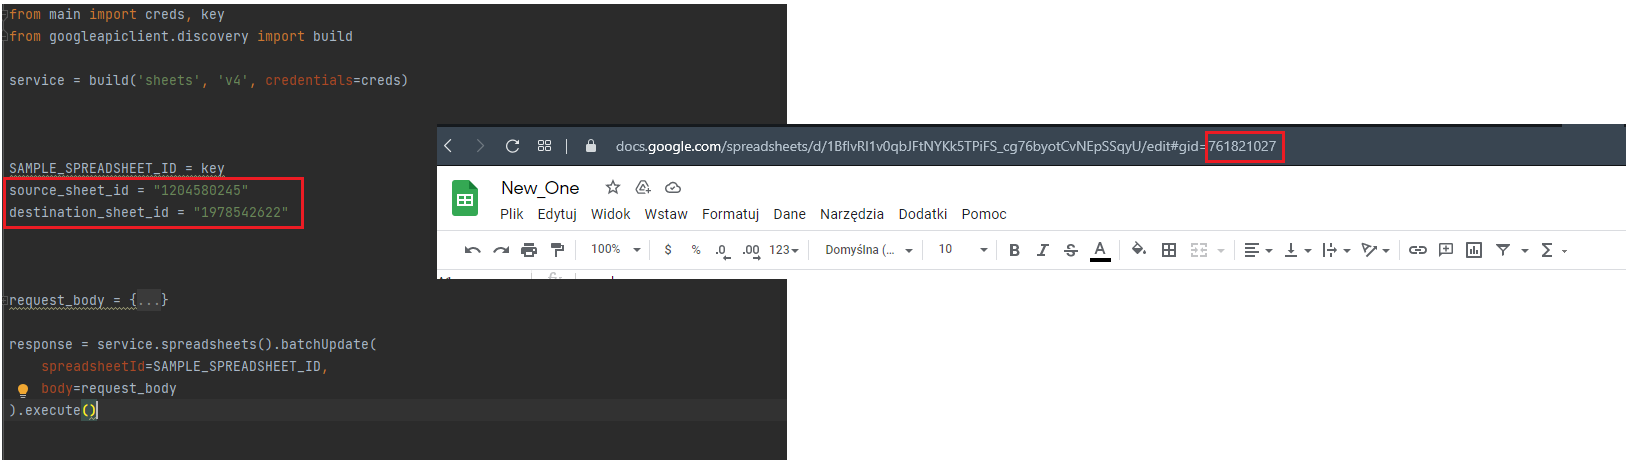 from main import creds, key
from googleapiclient.discovery import build
service = build('sheets', 'v4', credentials=creds)
SAMPLE_SPREADSHEET_ID = key
source_sheet_id = "1204580245"
destination_sheet_id = "1978542622"
docs.google.com/spreadsheets/d/1BflvRI1v0qbJFtNYKk5TPiFS_cg76byotCvNEpSSqyU/edit#gid=761821027
New_One
Plik Edytuj Widok Wstaw Formatuj Dane Narzędzia Dodatki Pomoc
100% $ % .0 .00 123 Domyślna (... 10 B I S A
request_body = {...}
response = service.spreadsheets().batchUpdate(
spreadsheetId=SAMPLE_SPREADSHEET_ID,
body=request_body
).execute()